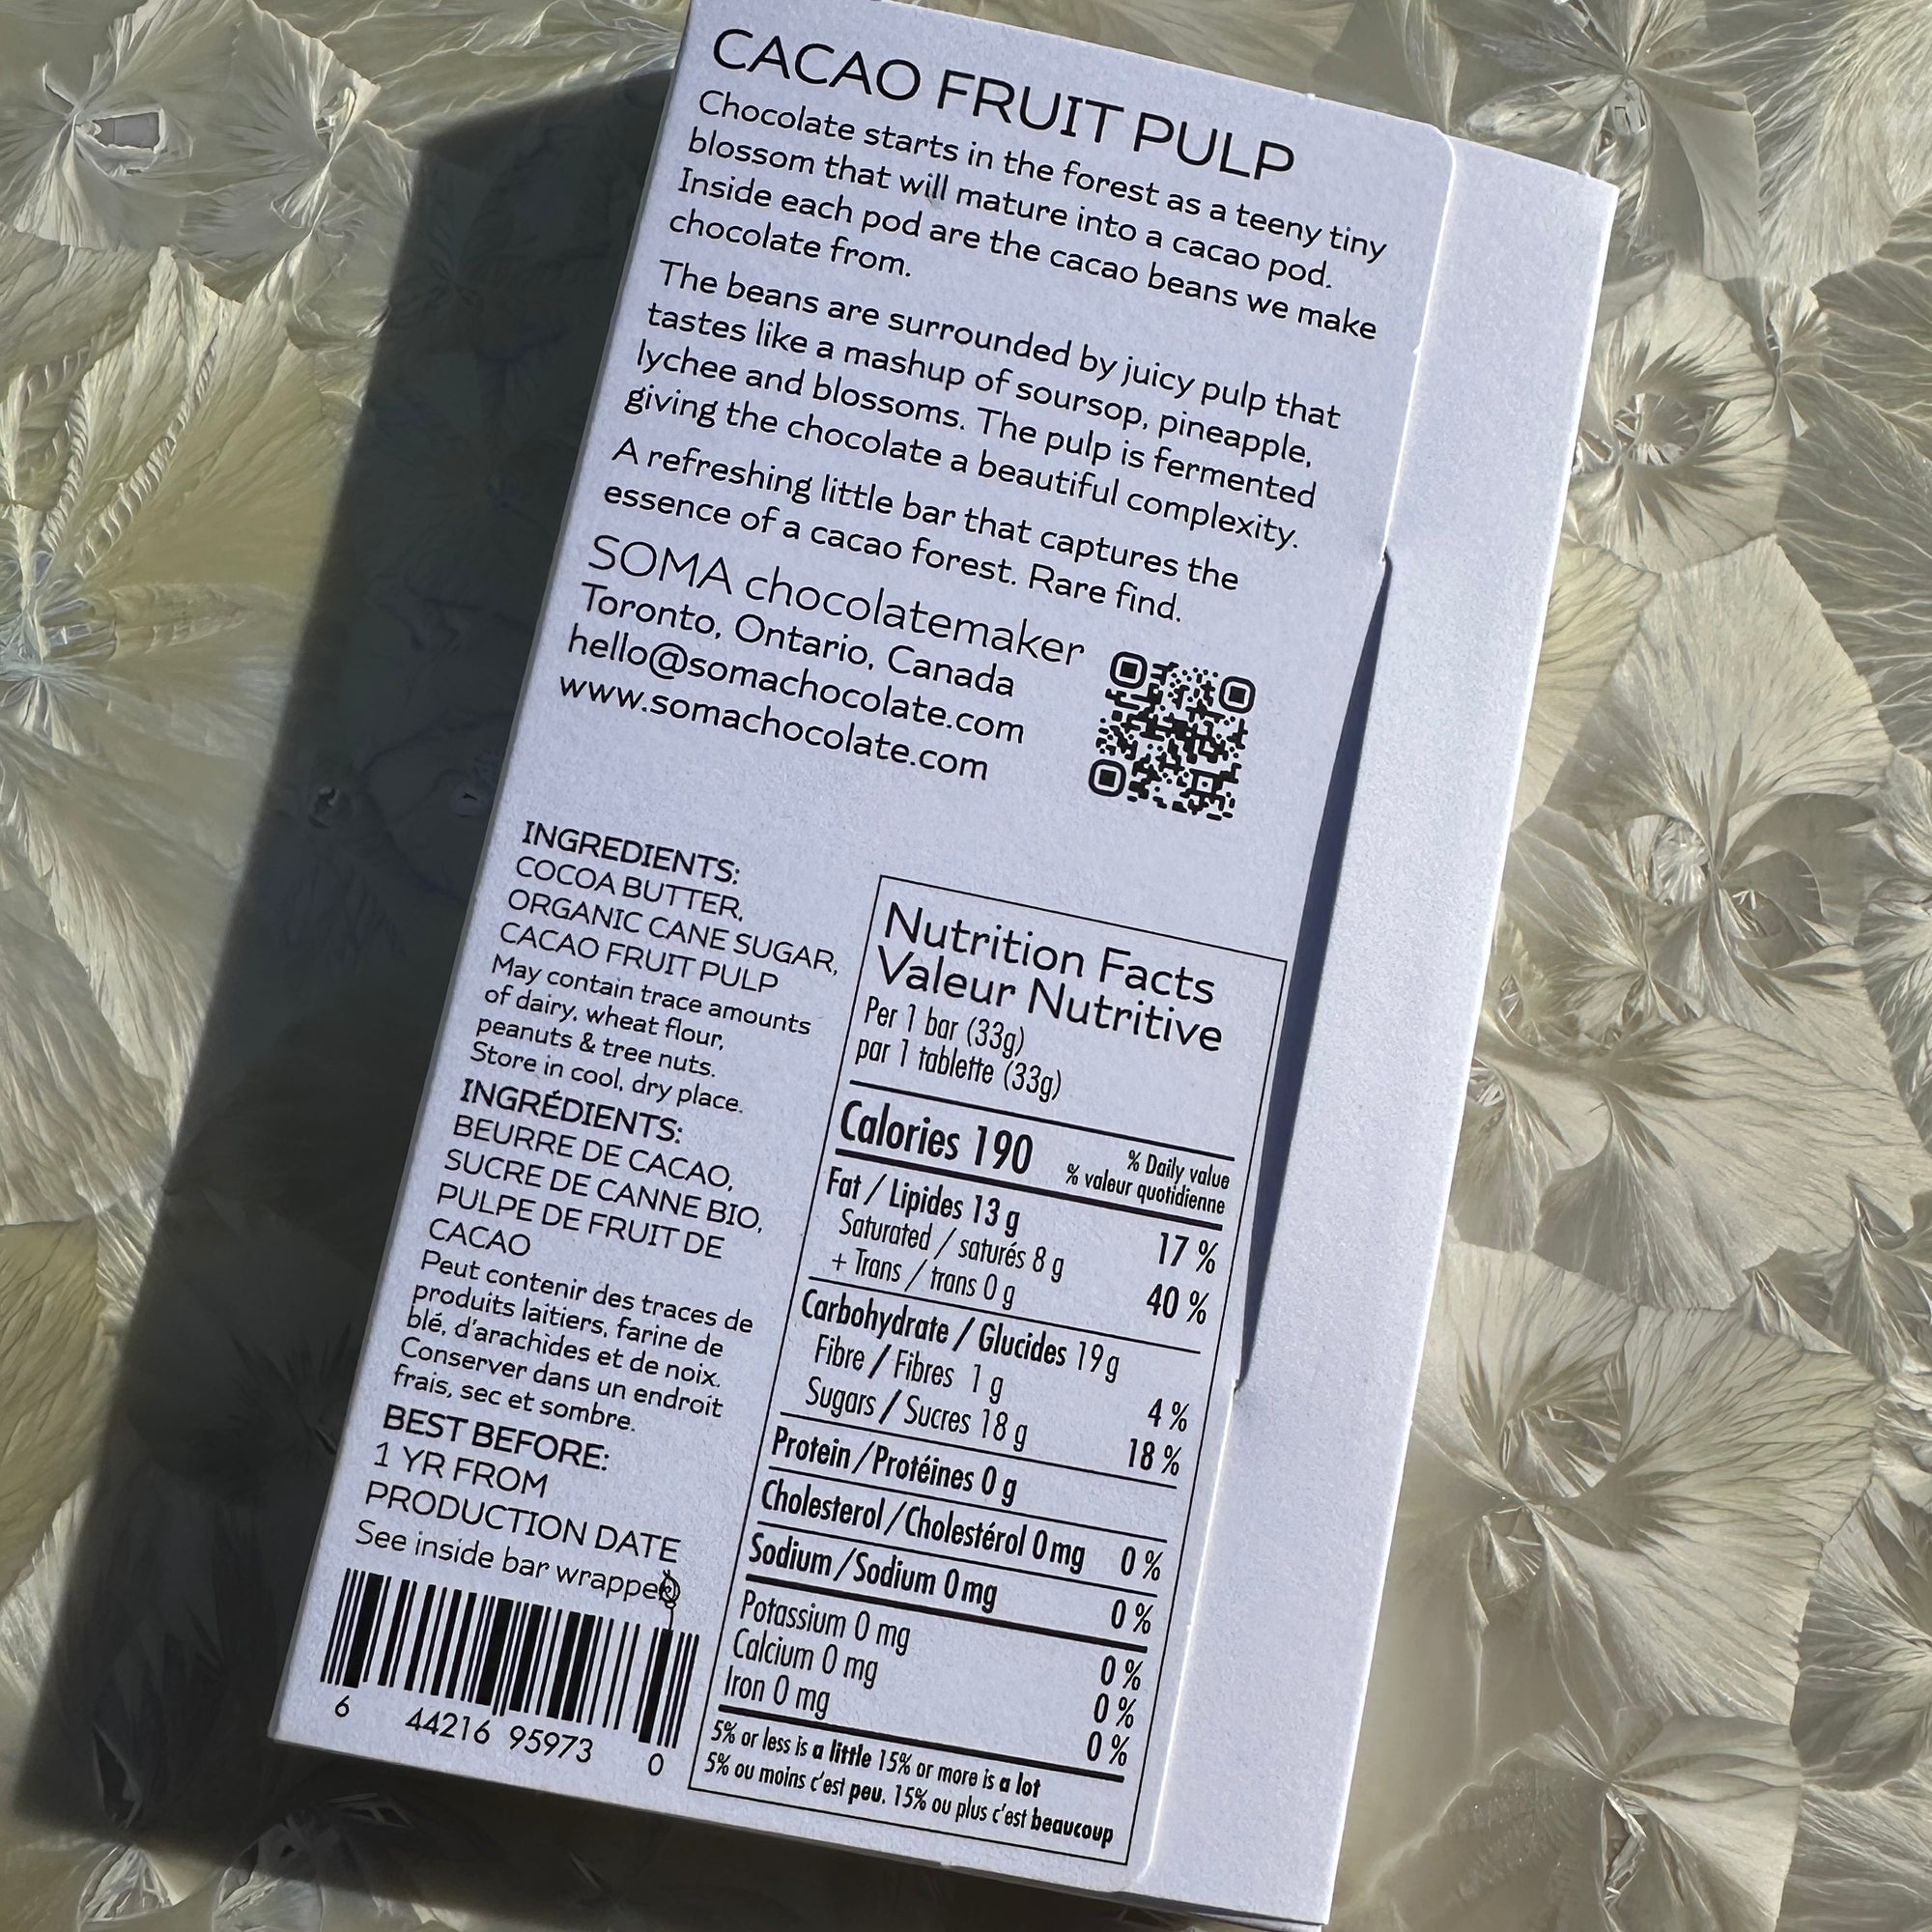 CACAO FRUIT PULP
Chocolate starts in the forest as a teeny tiny
blossom that will mature into a cacao pod.
Inside each pod are the cacao beans we make
chocolate from.
The beans are surrounded by juicy pulp that
tastes like a mashup of soursop, pineapple,
lychee and blossoms. The pulp is fermented
giving the chocolate a beautiful complexity.
A refreshing little bar that captures the
essence of a cacao forest. Rare find.
SOMA chocolatemaker
Toronto, Ontario, Canada
hello@somachocolate.com
www.somachocolate.com
INGREDIENTS:
COCOA BUTTER,
ORGANIC CANE SUGAR,
CACAO FRUIT PULP
May contain trace amounts
of dairy, wheat flour,
peanuts & tree nuts.
Store in cool, dry place.
INGRÉDIENTS:
BEURRE DE CACAO,
SUCRE DE CANNE BIO,
PULPE DE FRUIT DE
CACAO
Peut contenir des traces de
produits laitiers, farine de
blé, d'arachides et de noix.
Conserver dans un endroit
frais, sec et sombre.
BEST BEFORE:
1 YR FROM
PRODUCTION DATE
See inside bar wrapper
6 44216 95973 0
Nutrition Facts
Valeur Nutritive
Per 1 bar (33g)
par 1 tablette (33g)
Calories 190
% Daily value
% valeur quotidienne
Fat / Lipides 13 g 17 %
Saturated / saturés 8 g
+ Trans / trans 0 g 40 %
Carbohydrate / Glucides 19 g
Fibre / Fibres 1 g 4 %
Sugars / Sucres 18 g 18 %
Protein / Protéines 0 g
Cholesterol / Cholestérol 0 mg 0 %
Sodium / Sodium 0 mg 0 %
Potassium 0 mg 0 %
Calcium 0 mg 0 %
Iron 0 mg 0 %
5% or less is a little 15% or more is a lot
5% ou moins c'est peu. 15% ou plus c'est beaucoup